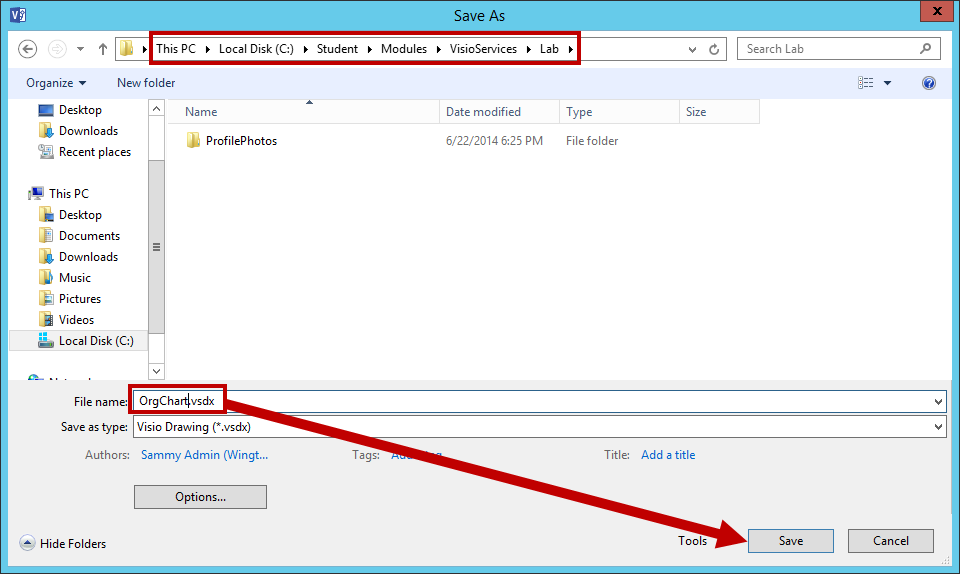 Save As
This PC Local Disk (C:) Student Modules VisioServices Lab Search Lab
Organize New folder
Name Date modified Type Size
ProfilePhotos 6/22/2014 6:25 PM File folder
Desktop
Downloads
Recent places
This PC
Desktop
Documents
Downloads
Music
Pictures
Videos
Local Disk (C:)
File name: OrgChart.vsdx
Save as type: Visio Drawing (*.vsdx)
Authors: Sammy Admin (Wingt... Tags: Title: Add a title
Options...
Hide Folders Tools Save Cancel